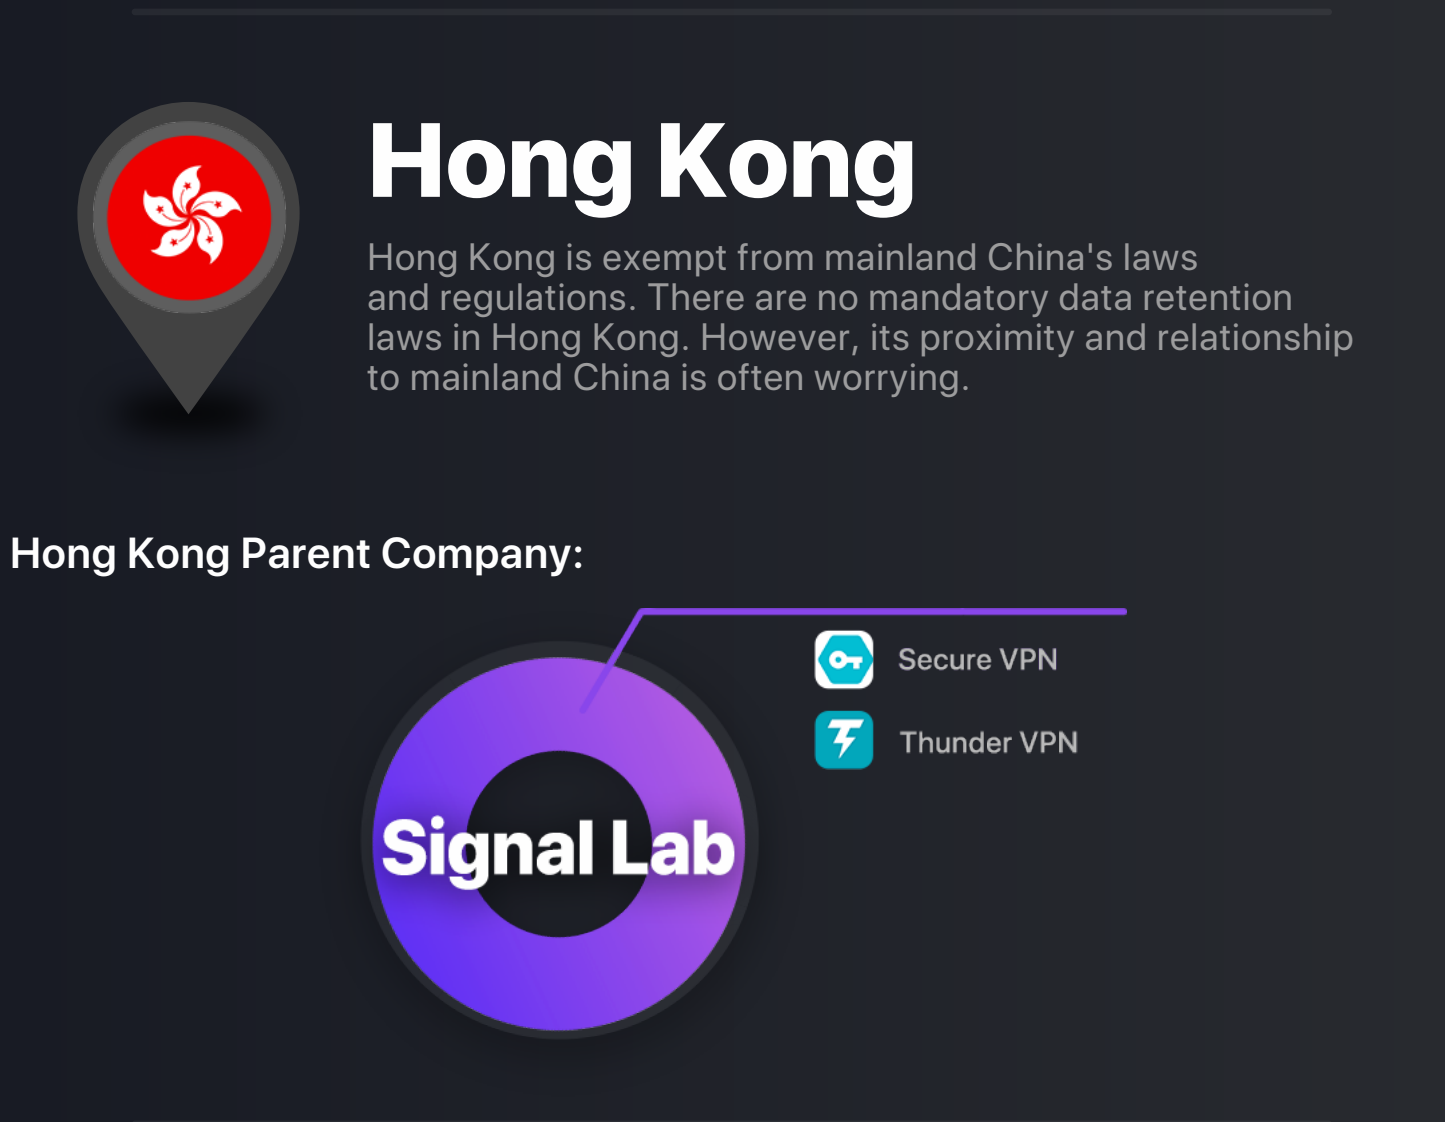 Hong Kong
Hong Kong is exempt from mainland China's laws
and regulations. There are no mandatory data retention
laws in Hong Kong. However, its proximity and relationship
to mainland China is often worrying.
Hong Kong Parent Company:
Secure VPN
Thunder VPN
Signal Lab